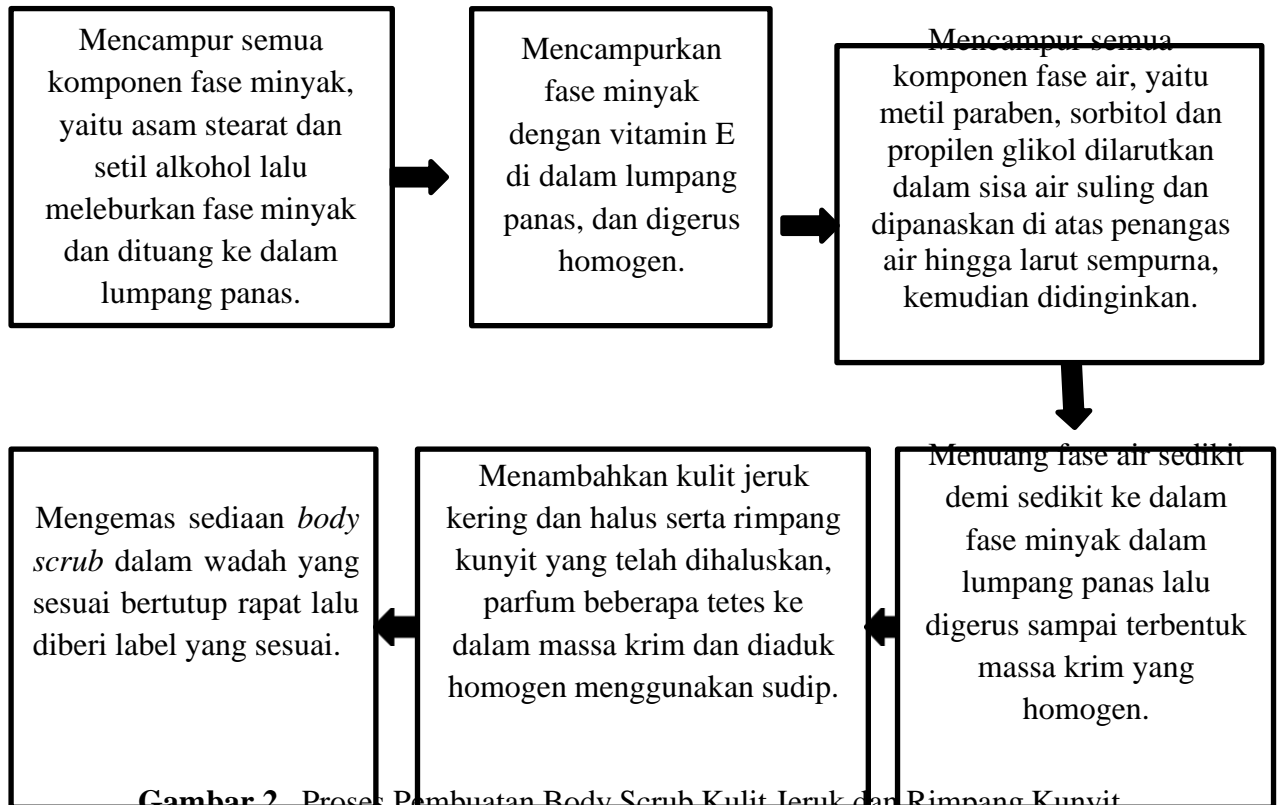 Mencampur semua
komponen fase minyak,
yaitu asam stearat dan
setil alkohol lalu
meleburkan fase minyak
dan dituang ke dalam
lumpang panas.
Mencampurkan
fase minyak
dengan vitamin E
di dalam lumpang
panas, dan digerus
homogen.
Mencampur semua
komponen fase air, yaitu
metil paraben, sorbitol dan
propilen glikol dilarutkan
dalam sisa air suling dan
dipanaskan di atas penangas
air hingga larut sempurna,
kemudian didinginkan.
Menuang fase air sedikit
demi sedikit ke dalam
fase minyak dalam
lumpang panas lalu
digerus sampai terbentuk
massa krim yang
homogen.
Menambahkan kulit jeruk
kering dan halus serta rimpang
kunyit yang telah dihaluskan,
parfum beberapa tetes ke
dalam massa krim dan diaduk
homogen menggunakan sudip.
Mengemas sediaan body
scrub dalam wadah yang
sesuai bertutup rapat lalu
diberi label yang sesuai.
Gambar 2. Proses Pembuatan Body Scrub Kulit Jeruk dan Rimpang Kunyit